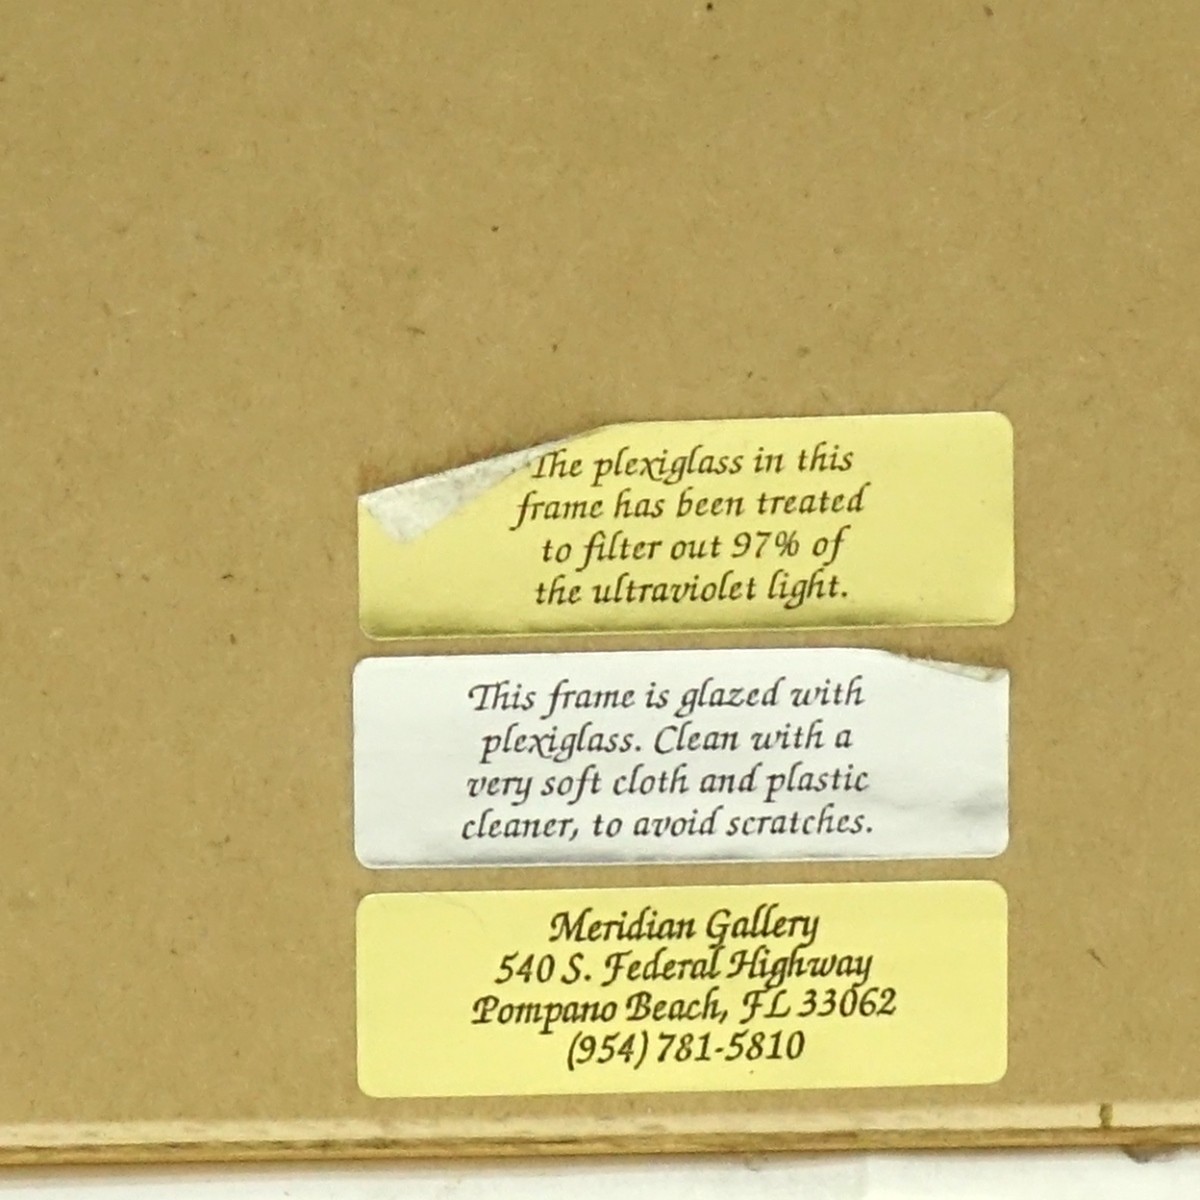 The plexiglass in this
frame has been treated
to filter out 97% of
the ultraviolet light.
This frame is glazed with
plexiglass. Clean with a
very soft cloth and plastic
cleaner, to avoid scratches.
Meridian Gallery
540 S. Federal Highway
Pompano Beach, FL 33062
(954) 781-5810